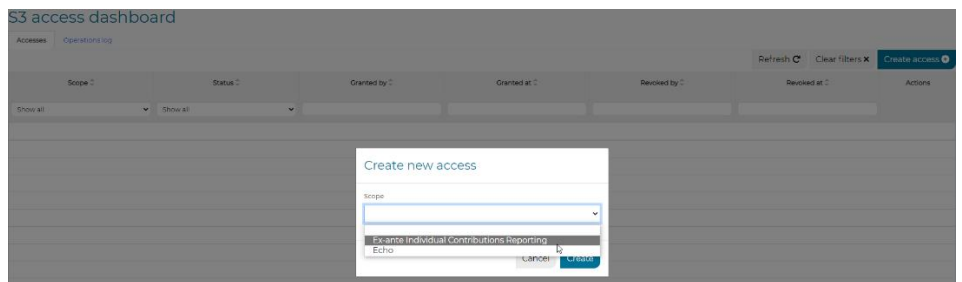 S3 access dashboard
Accesses Operations log
Refresh Clear filters Create access
Scope Status Granted by Granted at Revoked by Revoked at Actions
Show all Show all
Create new access
Scope
Ex-ante Individual Contributions Reporting
Echo
Cancel Create